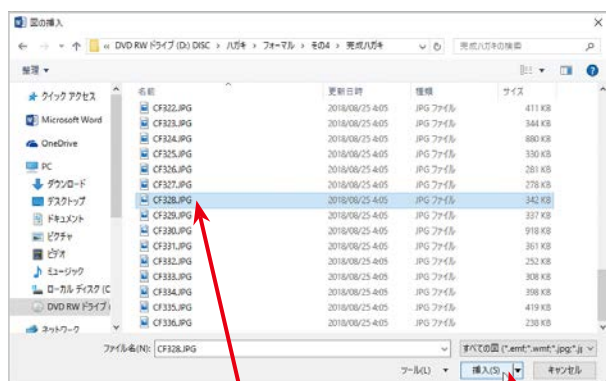 図の挿入
« DVD RW ドライブ (D:) DISC › ハガキ › フォーマル › その4 › 完成ハガキ
完成ハガキの検索
整理
名前 更新日時 種類 サイズ
クイック アクセス
Microsoft Word
OneDrive
PC
ダウンロード
デスクトップ
ドキュメント
ピクチャ
ビデオ
ミュージック
ローカル ディスク (C
DVD RW ドライブ (
ネットワーク
CF322.JPG 2018/08/25 4:05 JPG ファイル 411 KB
CF323.JPG 2018/08/25 4:05 JPG ファイル 344 KB
CF324.JPG 2018/08/25 4:05 JPG ファイル 880 KB
CF325.JPG 2018/08/25 4:05 JPG ファイル 330 KB
CF326.JPG 2018/08/25 4:05 JPG ファイル 281 KB
CF327.JPG 2018/08/25 4:05 JPG ファイル 278 KB
CF328.JPG 2018/08/25 4:05 JPG ファイル 342 KB
CF329.JPG 2018/08/25 4:05 JPG ファイル 337 KB
CF330.JPG 2018/08/25 4:05 JPG ファイル 918 KB
CF331.JPG 2018/08/25 4:05 JPG ファイル 361 KB
CF332.JPG 2018/08/25 4:05 JPG ファイル 252 KB
CF333.JPG 2018/08/25 4:05 JPG ファイル 308 KB
CF334.JPG 2018/08/25 4:05 JPG ファイル 398 KB
CF335.JPG 2018/08/25 4:05 JPG ファイル 419 KB
CF336.JPG 2018/08/25 4:05 JPG ファイル 238 KB
ファイル名(N): CF328.JPG
すべての図 (*.emf;*.wmf;*.jpg;*.j
ツール(L) 挿入(S) キャンセル